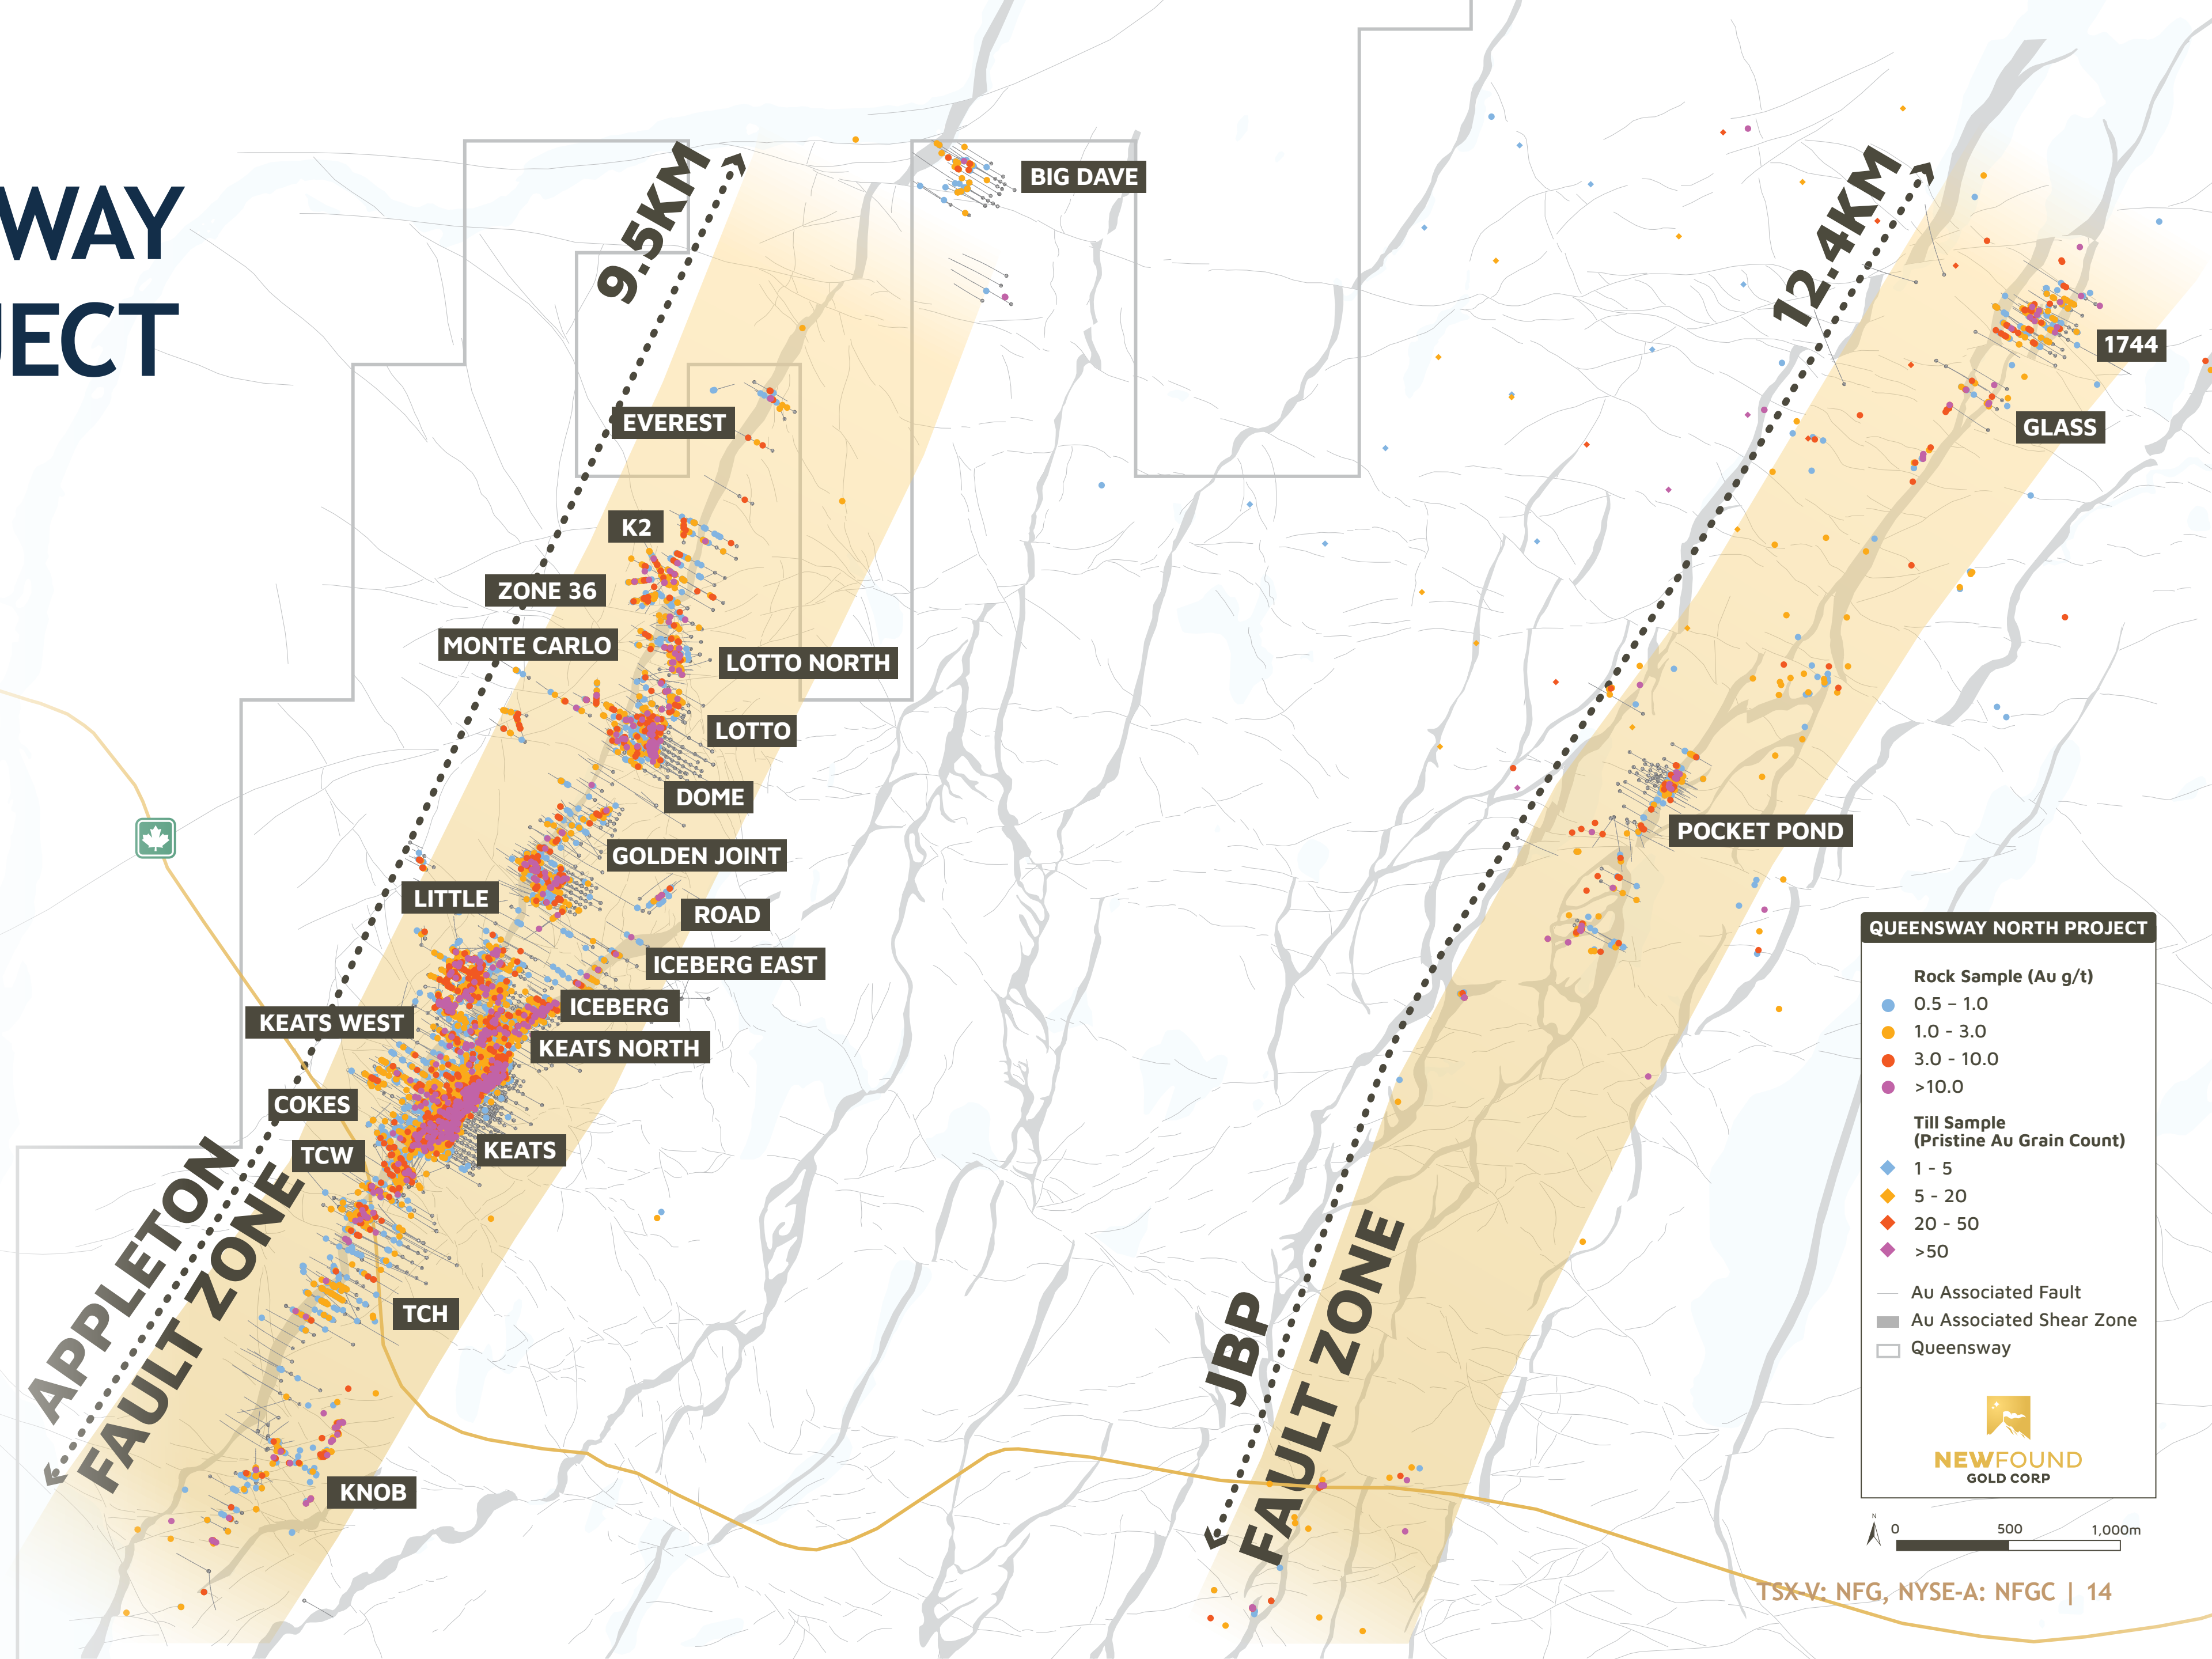 WAY
JECT
9.5KM
BIG DAVE
12.4KM
1744
EVEREST
GLASS
K2
ZONE 36
MONTE CARLO
LOTTO NORTH
LOTTO
DOME
POCKET POND
GOLDEN JOINT
LITTLE
ROAD
ICEBERG EAST
ICEBERG
KEATS WEST
KEATS NORTH
COKES
KEATS
TCW
APPLETON
FAULT ZONE
TCH
KNOB
JBP
FAULT ZONE
QUEENSWAY NORTH PROJECT
Rock Sample (Au g/t)
0.5 – 1.0
1.0 - 3.0
3.0 - 10.0
>10.0
Till Sample
(Pristine Au Grain Count)
1 - 5
5 - 20
20 - 50
>50
Au Associated Fault
Au Associated Shear Zone
Queensway
NEWFOUND
GOLD CORP
N
0 500 1,000m
TSX-V: NFG, NYSE-A: NFGC | 14